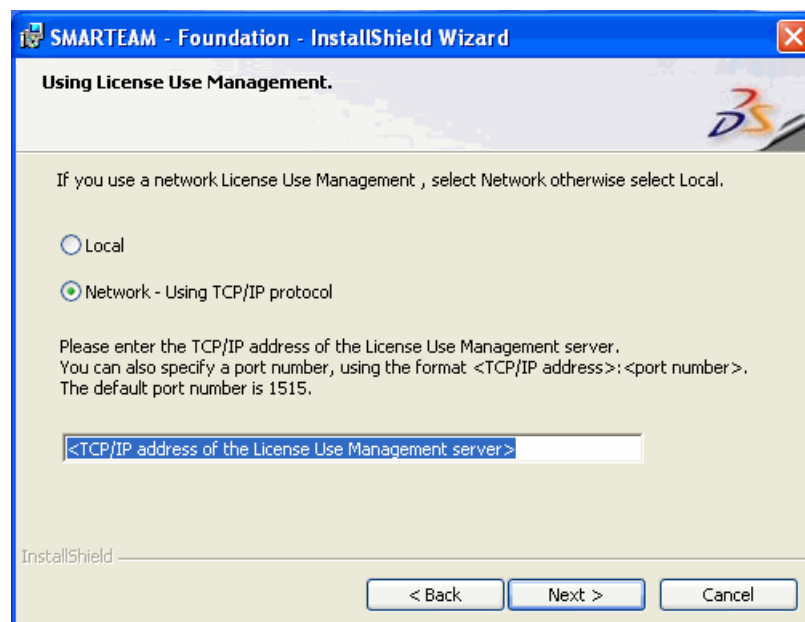 SMARTEAM - Foundation - InstallShield Wizard
Using License Use Management.
DS
If you use a network License Use Management , select Network otherwise select Local.
Local
Network - Using TCP/IP protocol
Please enter the TCP/IP address of the License Use Management server.
You can also specify a port number, using the format <TCP/IP address>:<port number>.
The default port number is 1515.
<TCP/IP address of the License Use Management server>
InstallShield
< Back
Next >
Cancel